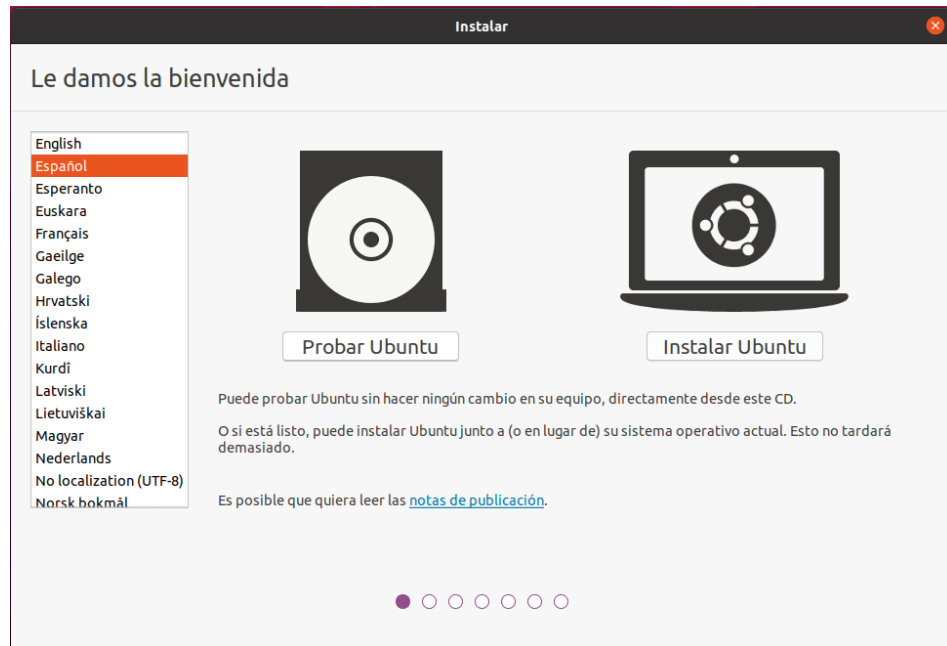 Instalar
Le damos la bienvenida
English
Español
Esperanto
Euskara
Français
Gaeilge
Galego
Hrvatski
Íslenska
Italiano
Kurdî
Latviski
Lietuviškai
Magyar
Nederlands
No localization (UTF-8)
Norsk bokmål
Probar Ubuntu
Instalar Ubuntu
Puede probar Ubuntu sin hacer ningún cambio en su equipo, directamente desde este CD.
O si está listo, puede instalar Ubuntu junto a (o en lugar de) su sistema operativo actual. Esto no tardará
demasiado.
Es posible que quiera leer las notas de publicación.